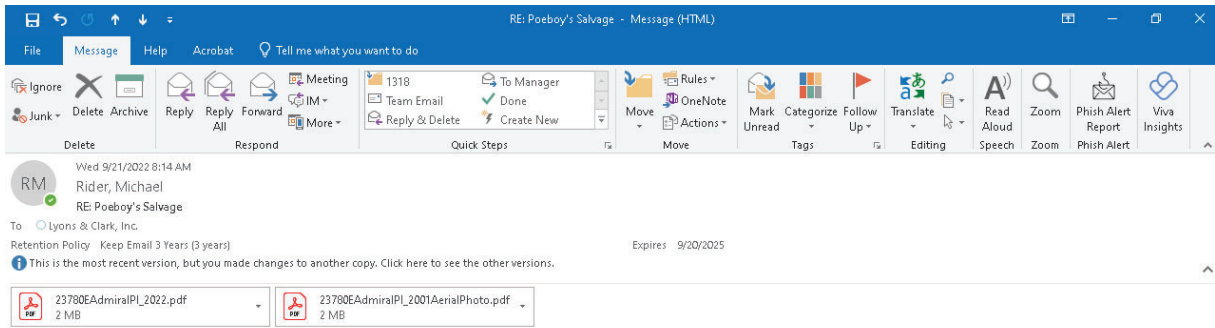 RE: Poeboy's Salvage - Message (HTML)
File Message Help Acrobat Tell me what you want to do
Ignore
Junk
Delete Archive
Delete
Reply Reply All Forward
Meeting
IM
More
Respond
1318
Team Email
Reply & Delete
To Manager
Done
Create New
Quick Steps
Move
Rules
OneNote
Actions
Move
Mark Unread Categorize Follow Up
Tags
Translate
Editing
Read Aloud
Speech
Zoom
Zoom
Phish Alert Report
Phish Alert
Viva Insights
Wed 9/21/2022 8:14 AM
RM
Rider, Michael
RE: Poeboy's Salvage
To Lyons & Clark, Inc.
Retention Policy Keep Email 3 Years (3 years) Expires 9/20/2025
This is the most recent version, but you made changes to another copy. Click here to see the other versions.
23780EAdmiralPl_2022.pdf
2 MB
23780EAdmiralPl_2001AerialPhoto.pdf
2 MB